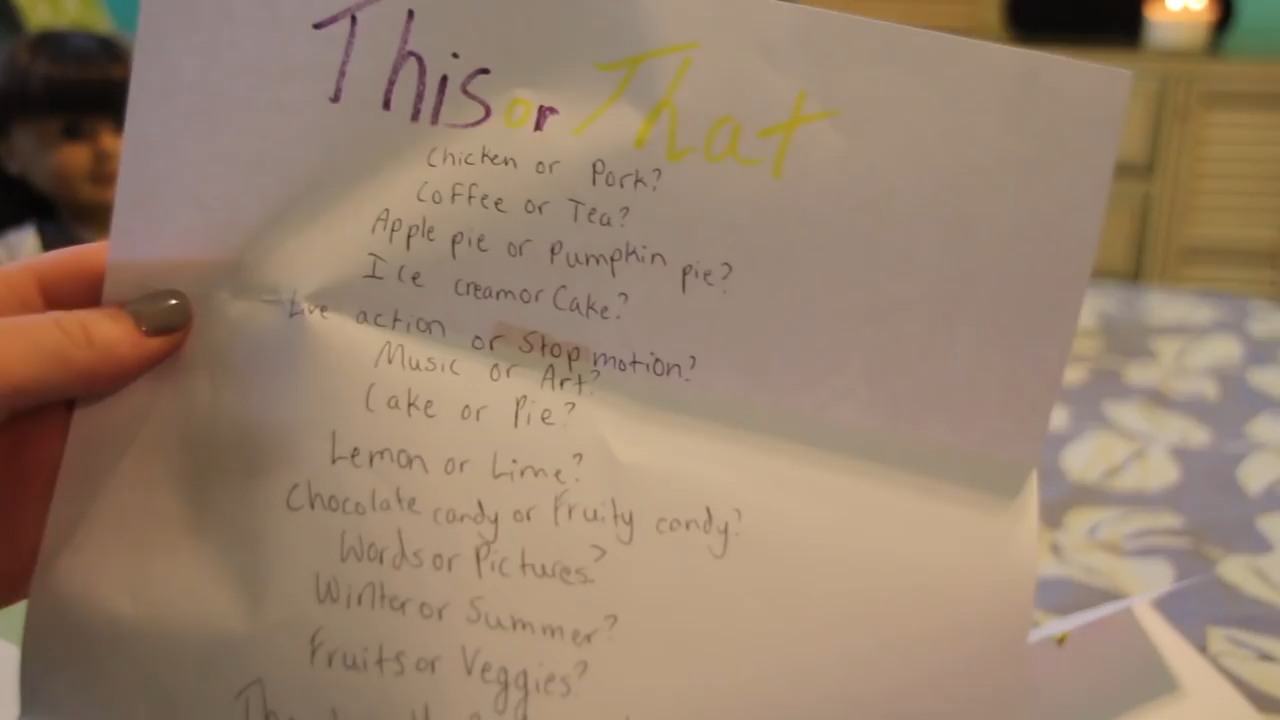 This or That
Chicken or Pork?
Coffee or Tea?
Apple pie or Pumpkin pie?
Ice cream or Cake?
Live action or Stop motion?
Music or Art?
Cake or Pie?
Lemon or Lime?
Chocolate candy or Fruity candy?
Words or Pictures?
Winter or Summer?
Fruits or Veggies?